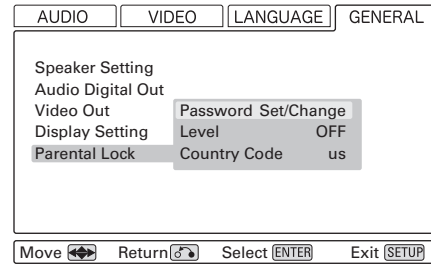 AUDIO VIDEO LANGUAGE GENERAL
Speaker Setting
Audio Digital Out
Video Out
Password Set/Change
Display Setting
Level OFF
Parental Lock
Country Code us
Move Return Select ENTER Exit SETUP